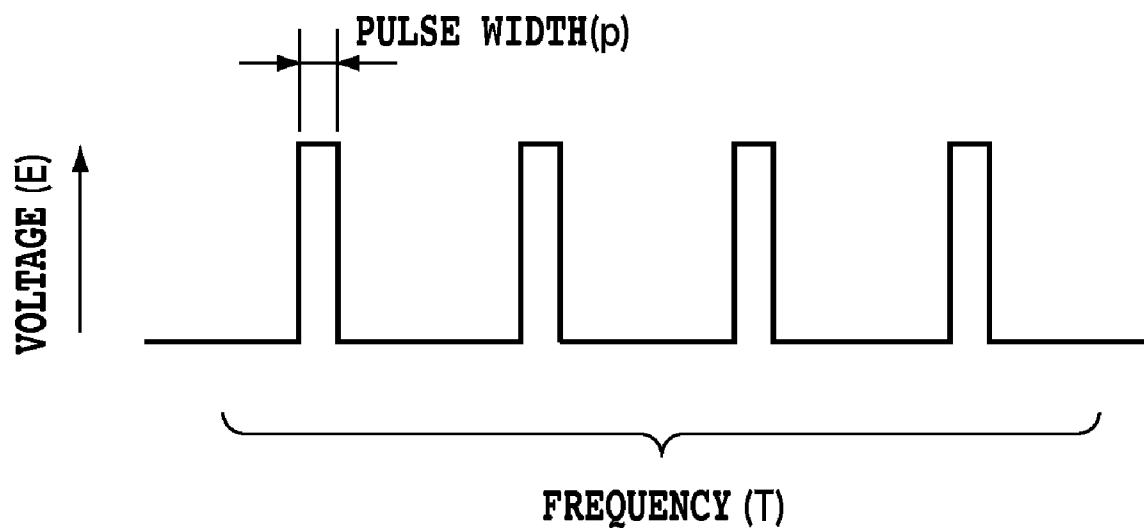 PULSE WIDTH(p)
VOLTAGE (E)
FREQUENCY (T)